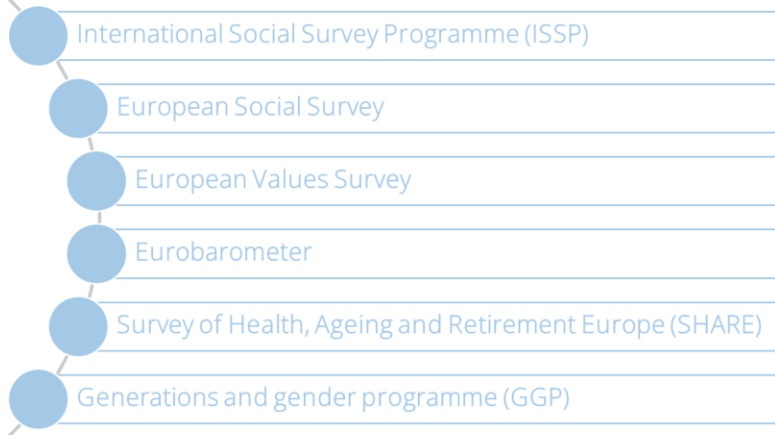 International Social Survey Programme (ISSP)
European Social Survey
European Values Survey
Eurobarometer
Survey of Health, Ageing and Retirement Europe (SHARE)
Generations and gender programme (GGP)